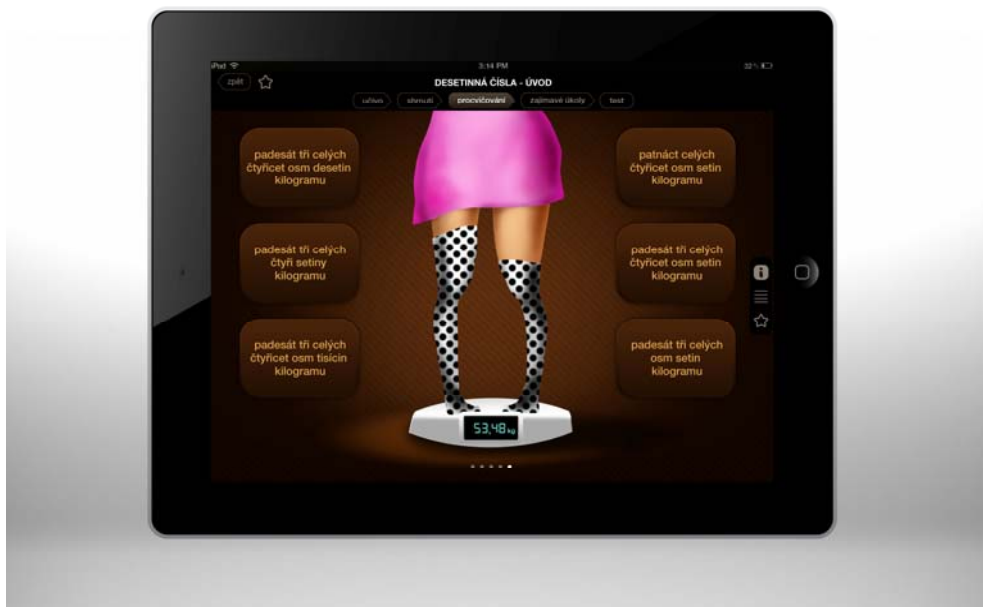 iPad 3:14 PM 32 %
zpět
DESETINNÁ ČÍSLA - ÚVOD
učivo shrnutí procvičování zajímavé úkoly test
padesát tři celých
čtyřicet osm desetin
kilogramu
padesát tři celých
čtyři setiny
kilogramu
padesát tři celých
čtyřicet osm tisícin
kilogramu
patnáct celých
čtyřicet osm setin
kilogramu
padesát tři celých
čtyřicet osm setin
kilogramu
padesát tři celých
osm setin
kilogramu
53,48 kg